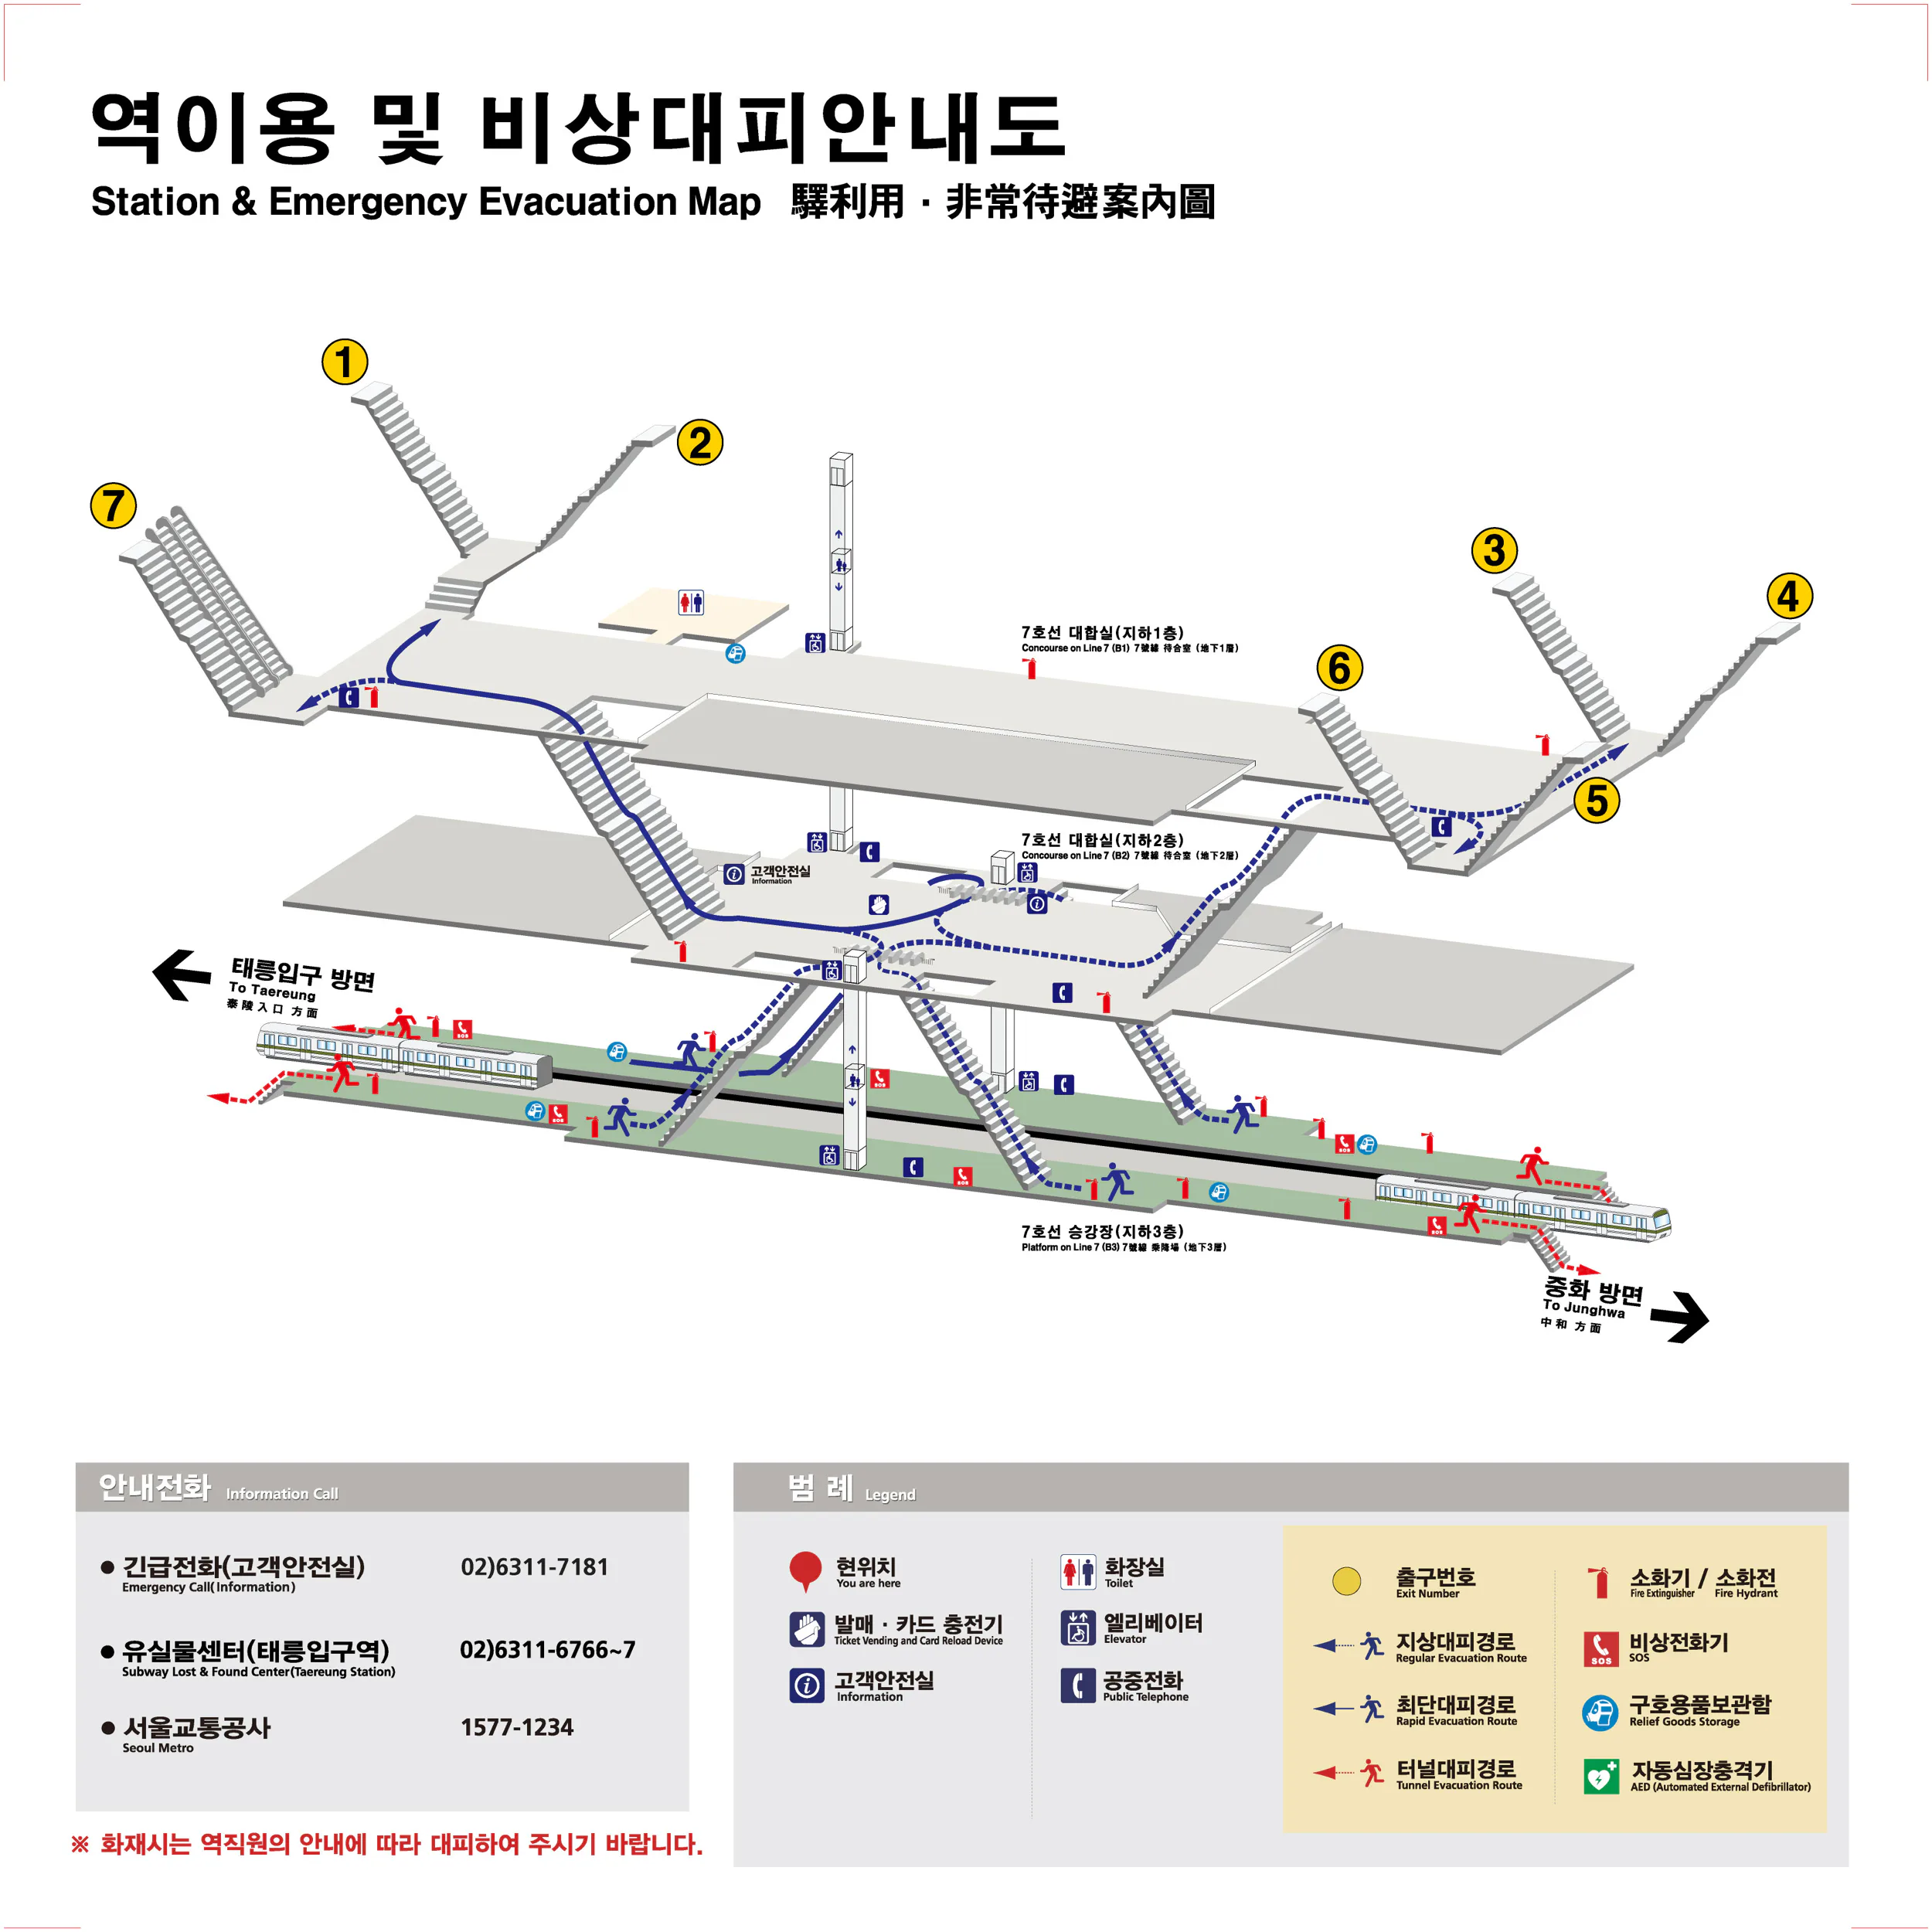 역이용 및 비상대피안내도
Station & Emergency Evacuation Map 驛利用 · 非常待避案內圖
1
2
7
3
4
6
5
7호선 대합실(지하1층)
Concourse on Line 7 (B1) 7號線 待合室 (地下1層)
7호선 대합실(지하2층)
Concourse on Line 7 (B2) 7號線 待合室 (地下2層)
고객안전실
Information
태릉입구 방면
To Taereung
泰陵入口 方面
SOS
SOS
SOS
SOS
SOS
SOS
7호선 승강장(지하3층)
Platform on Line 7 (B3) 7號線 乘降場 (地下3層)
중화 방면
To Junghwa
中和 方面
안내전화 Information Call
● 긴급전화(고객안전실) 02)6311-7181
Emergency Call(Information)
● 유실물센터(태릉입구역) 02)6311-6766~7
Subway Lost & Found Center(Taereung Station)
● 서울교통공사 1577-1234
Seoul Metro
※ 화재시는 역직원의 안내에 따라 대피하여 주시기 바랍니다.
범 례 Legend
현위치
You are here
발매 · 카드 충전기
Ticket Vending and Card Reload Device
고객안전실
Information
화장실
Toilet
엘리베이터
Elevator
공중전화
Public Telephone
출구번호
Exit Number
지상대피경로
Regular Evacuation Route
최단대피경로
Rapid Evacuation Route
터널대피경로
Tunnel Evacuation Route
소화기 / 소화전
Fire Extinguisher / Fire Hydrant
비상전화기
SOS
SOS
구호용품보관함
Relief Goods Storage
자동심장충격기
AED (Automated External Defibrillator)